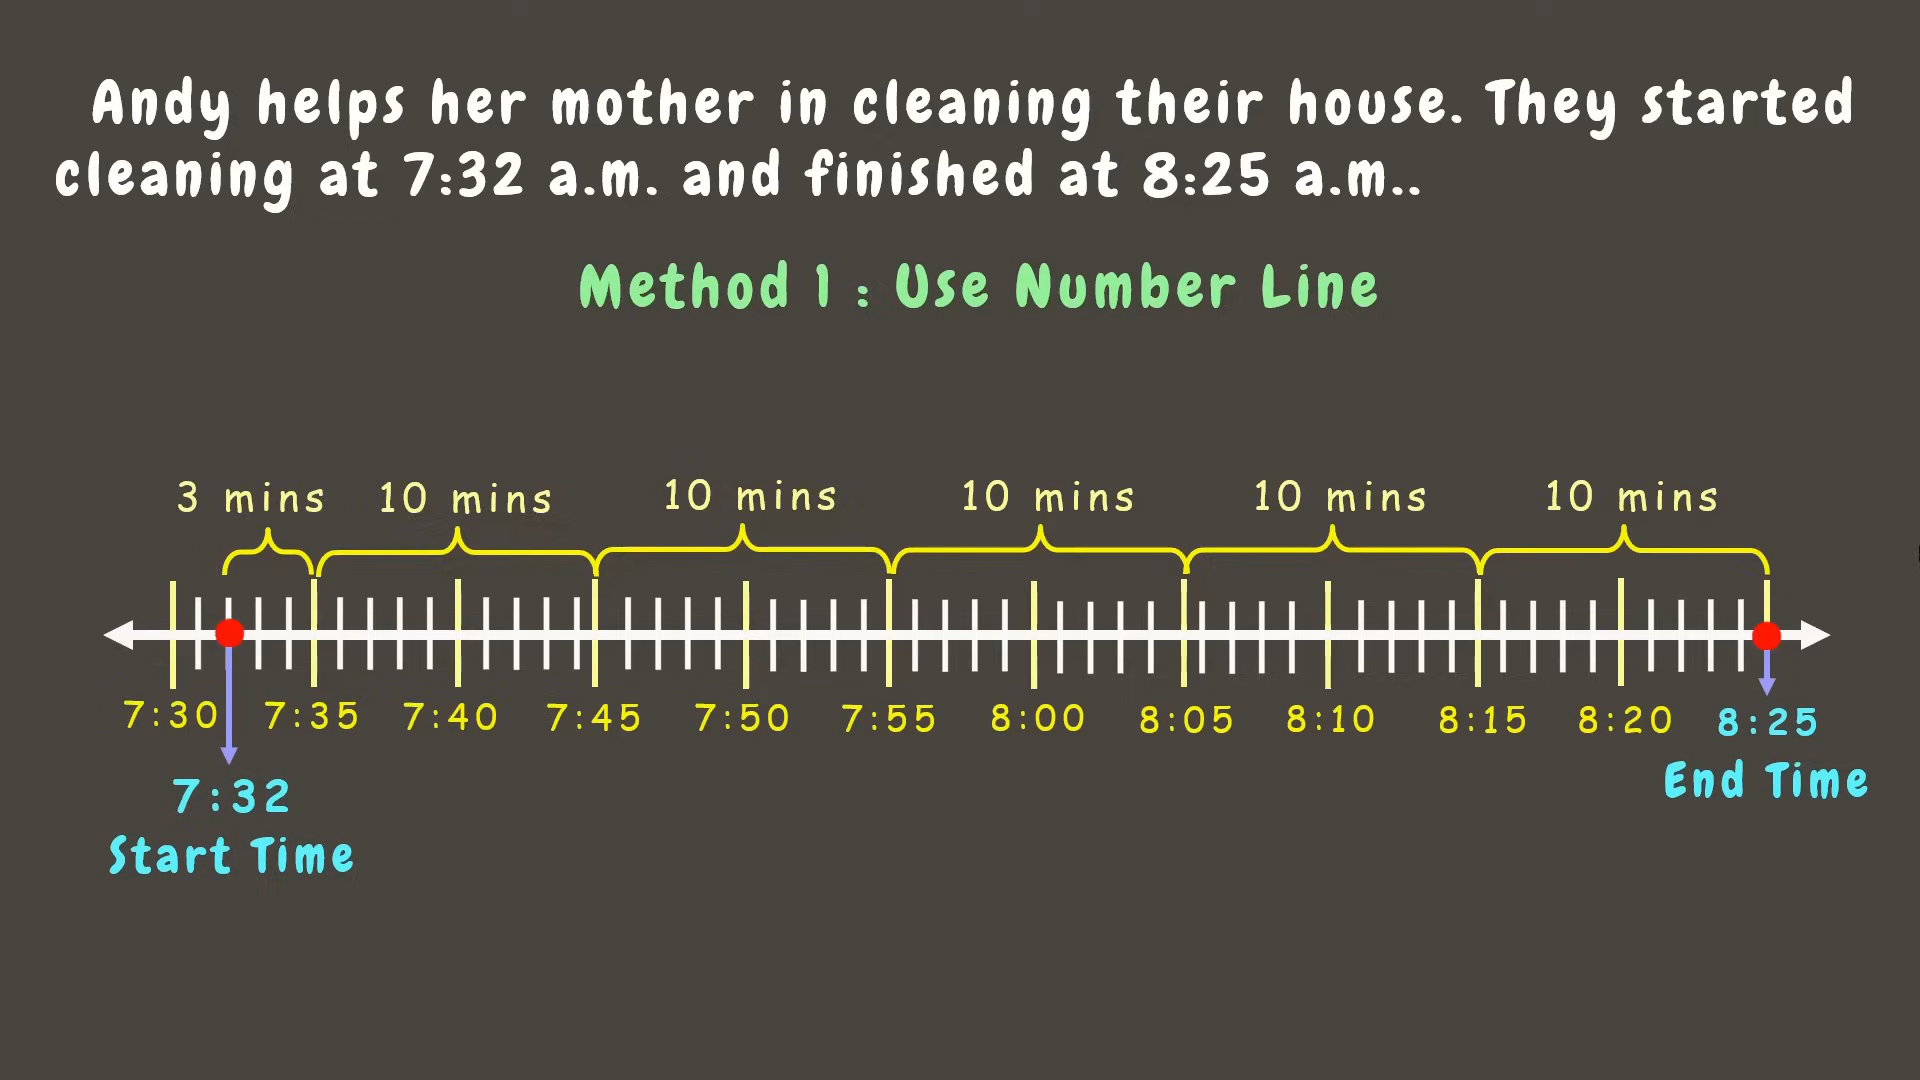 Andy helps her mother in cleaning their house. They started
cleaning at 7:32 a.m. and finished at 8:25 a.m..
Method 1 : Use Number Line
3 mins 10 mins 10 mins 10 mins 10 mins 10 mins
7:30 7:35 7:40 7:45 7:50 7:55 8:00 8:05 8:10 8:15 8:20 8:25
End Time
7:32
Start Time